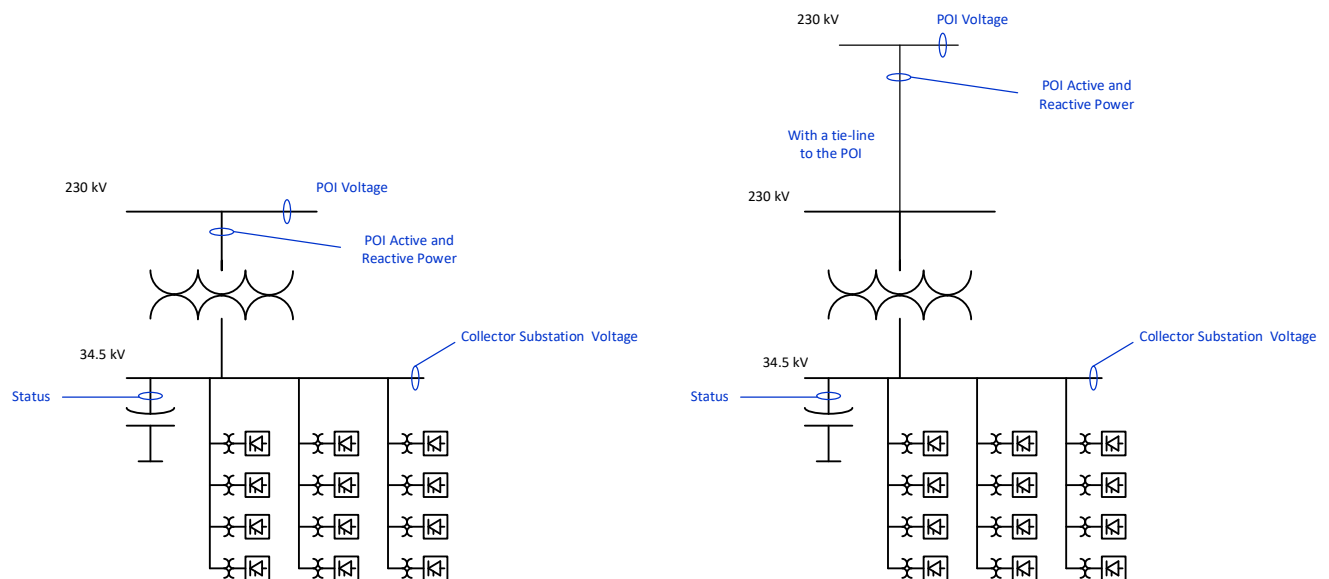 230 kV
POI Voltage
POI Active and
Reactive Power
34.5 kV
Collector Substation Voltage
Status
230 kV
POI Voltage
POI Active and
Reactive Power
With a tie-line
to the POI
230 kV
34.5 kV
Collector Substation Voltage
Status